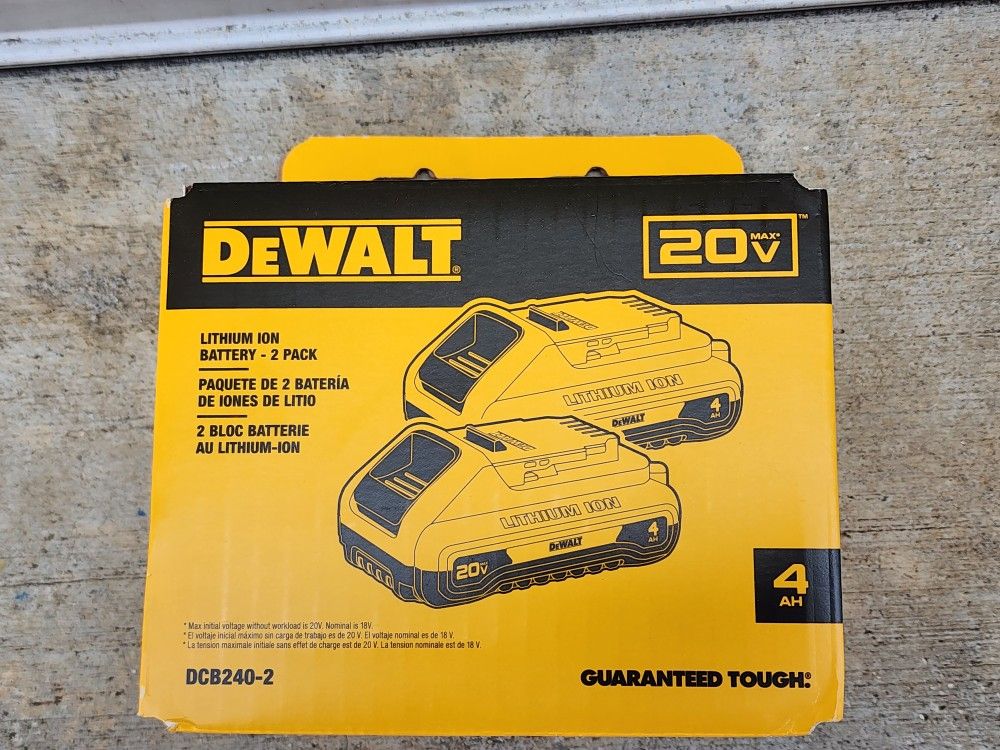 DEWALT®
20V MAX* ™
LITHIUM ION
BATTERY - 2 PACK
PAQUETE DE 2 BATERÍA
DE IONES DE LITIO
2 BLOC BATTERIE
AU LITHIUM-ION
LITHIUM ION
DEWALT
4 AH
LITHIUM ION
DEWALT
4 AH
20V
4
AH
* Max initial voltage without workload is 20V. Nominal is 18V.
* El voltaje inicial máximo sin carga de trabajo es de 20 V. El voltaje nominal es de 18 V.
* La tension maximale initiale sans effet de charge est de 20 V. La tension nominale est de 18 V.
DCB240-2
GUARANTEED TOUGH.®